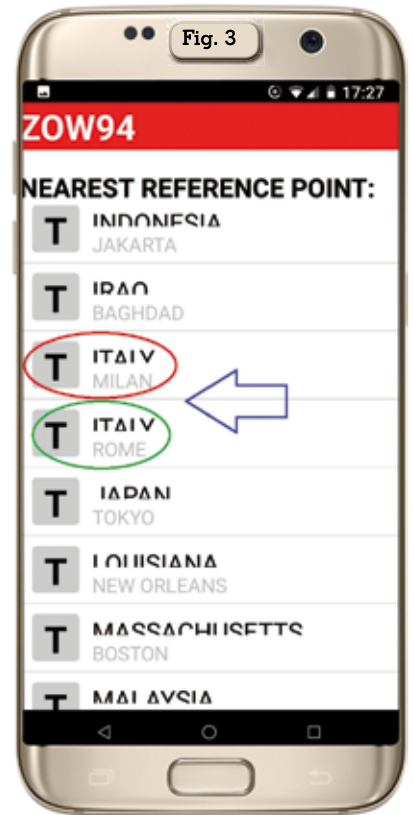 Fig. 3
17:27
ZOW94
NEAREST REFERENCE POINT:
T INDONESIA
JAKARTA
T IRAQ
BAGHDAD
T ITALY
MILAN
T ITALY
ROME
T JAPAN
TOKYO
T LOUISIANA
NEW ORLEANS
T MASSACHUSETTS
BOSTON
T MALAYSIA